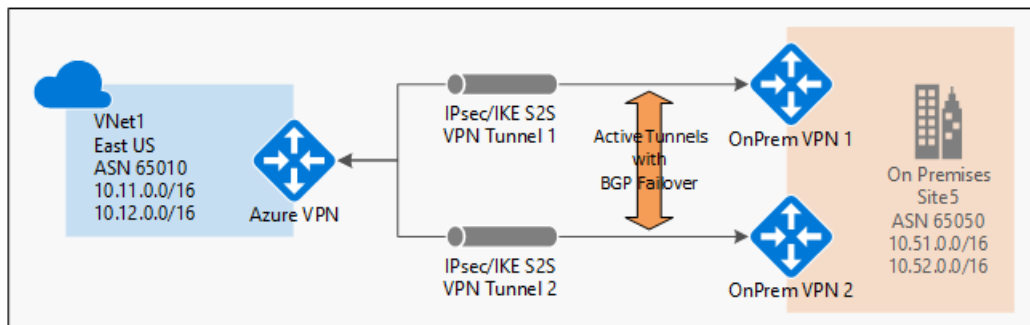 VNet1
East US
ASN 65010
10.11.0.0/16
10.12.0.0/16
Azure VPN
IPsec/IKE S2S
VPN Tunnel 1
Active Tunnels
with
BGP Failover
IPsec/IKE S2S
VPN Tunnel 2
OnPrem VPN 1
OnPrem VPN 2
On Premises
Site5
ASN 65050
10.51.0.0/16
10.52.0.0/16